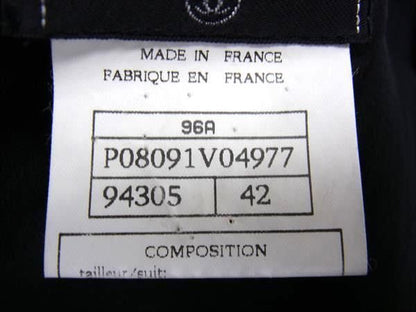 MADE IN FRANCE
FABRIQUE EN FRANCE
96A
P08091V04977
94305 42
COMPOSITION
tailleur/suit: